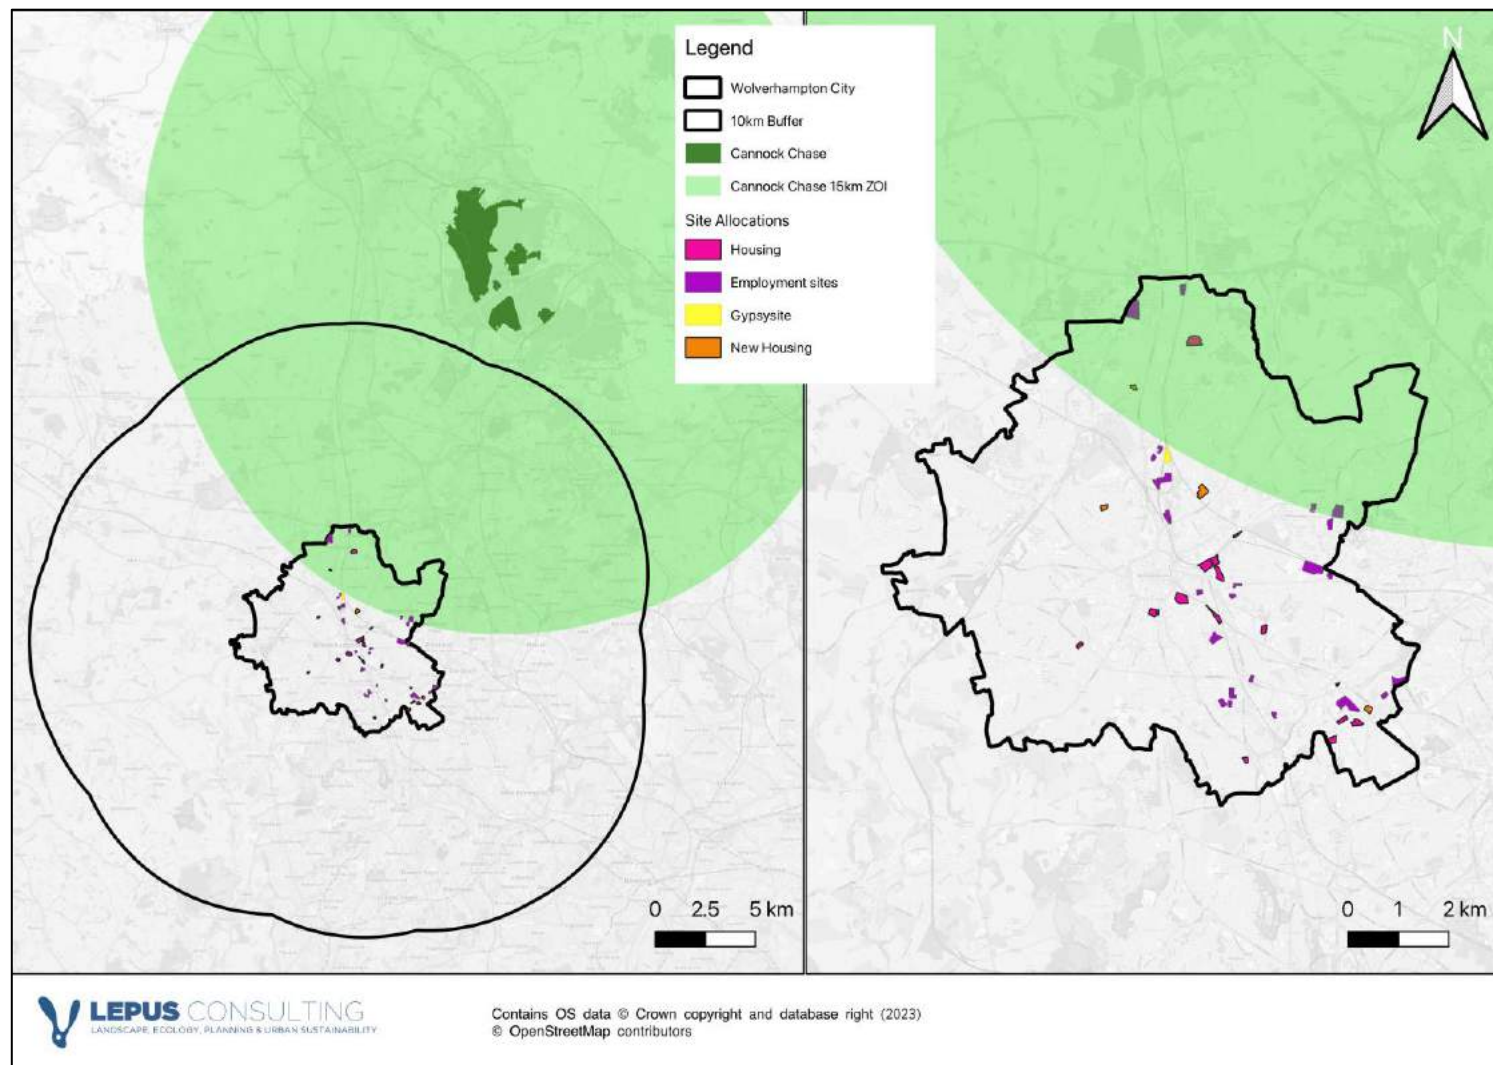 Legend
Wolverhampton City
10km Buffer
Cannock Chase
Cannock Chase 15km ZOI
Site Allocations
Housing
Employment sites
Gypsysite
New Housing
N
0 2.5 5 km
0 1 2 km
LEPUS CONSULTING
LANDSCAPE, ECOLOGY, PLANNING & URBAN SUSTAINABILITY
Contains OS data © Crown copyright and database right (2023)
© OpenStreetMap contributors